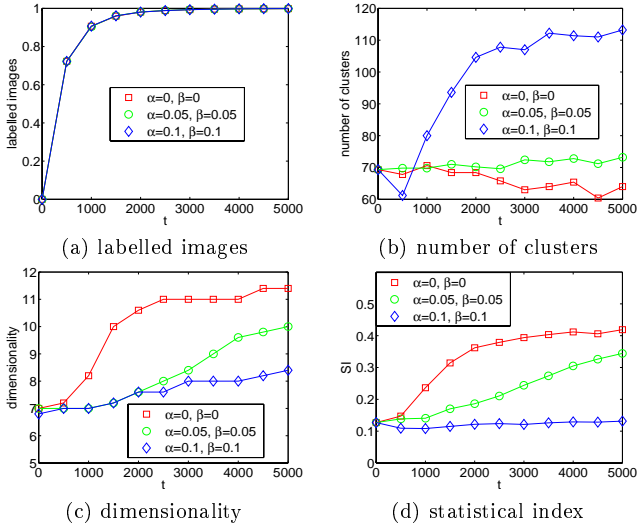 1
0.8
0.6
0.4
0.2
0
labelled images
α=0, β=0
α=0.05, β=0.05
α=0.1, β=0.1
0 1000 2000 3000 4000 5000
t
(a) labelled images
120
110
100
90
80
70
60
number of clusters
α=0, β=0
α=0.05, β=0.05
α=0.1, β=0.1
0 1000 2000 3000 4000 5000
t
(b) number of clusters
12
11
10
9
8
7
6
5
dimensionality
α=0, β=0
α=0.05, β=0.05
α=0.1, β=0.1
0 1000 2000 3000 4000 5000
t
(c) dimensionality
α=0, β=0
α=0.05, β=0.05
α=0.1, β=0.1
0.6
0.5
0.4
0.3
0.2
0.1
0
SI
0 1000 2000 3000 4000 5000
t
(d) statistical index